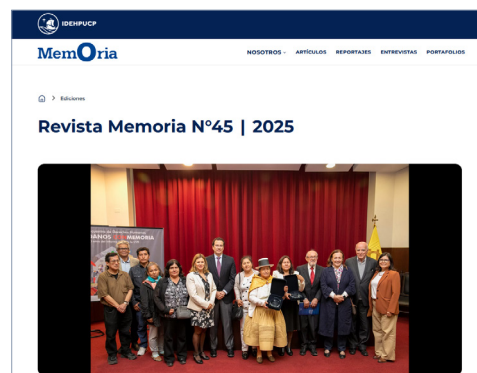 IDEHPUCP
MemOria
NOSOTROS
ARTÍCULOS
REPORTAJES
ENTREVISTAS
PORTAFOLIOS
> Ediciones
Revista Memoria N°45 | 2025
MEMORIA